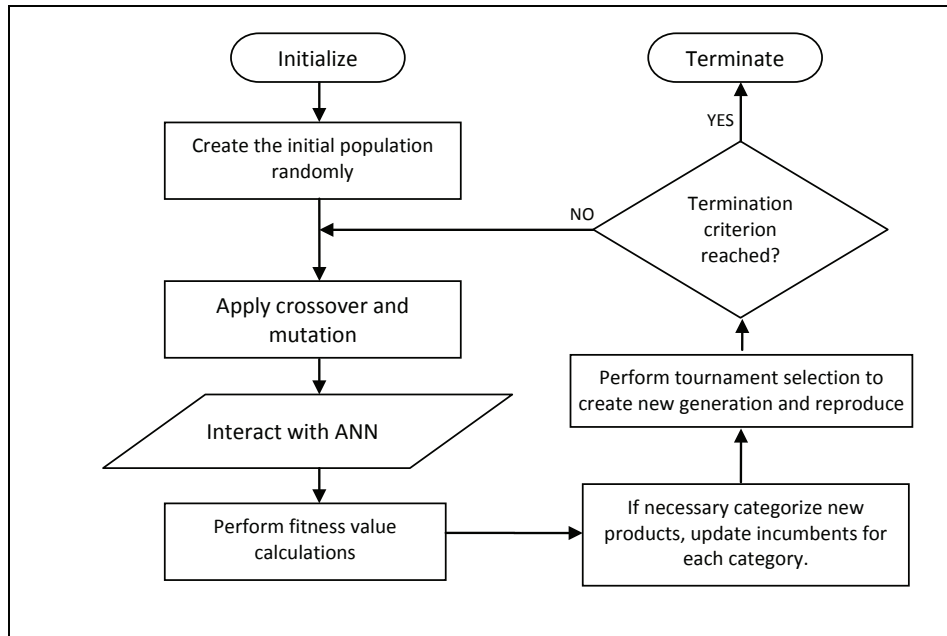 Initialize
Create the initial population
randomly
Apply crossover and
mutation
Interact with ANN
Perform fitness value
calculations
If necessary categorize new
products, update incumbents for
each category.
Perform tournament selection to
create new generation and reproduce
Termination
criterion
reached?
NO
YES
Terminate